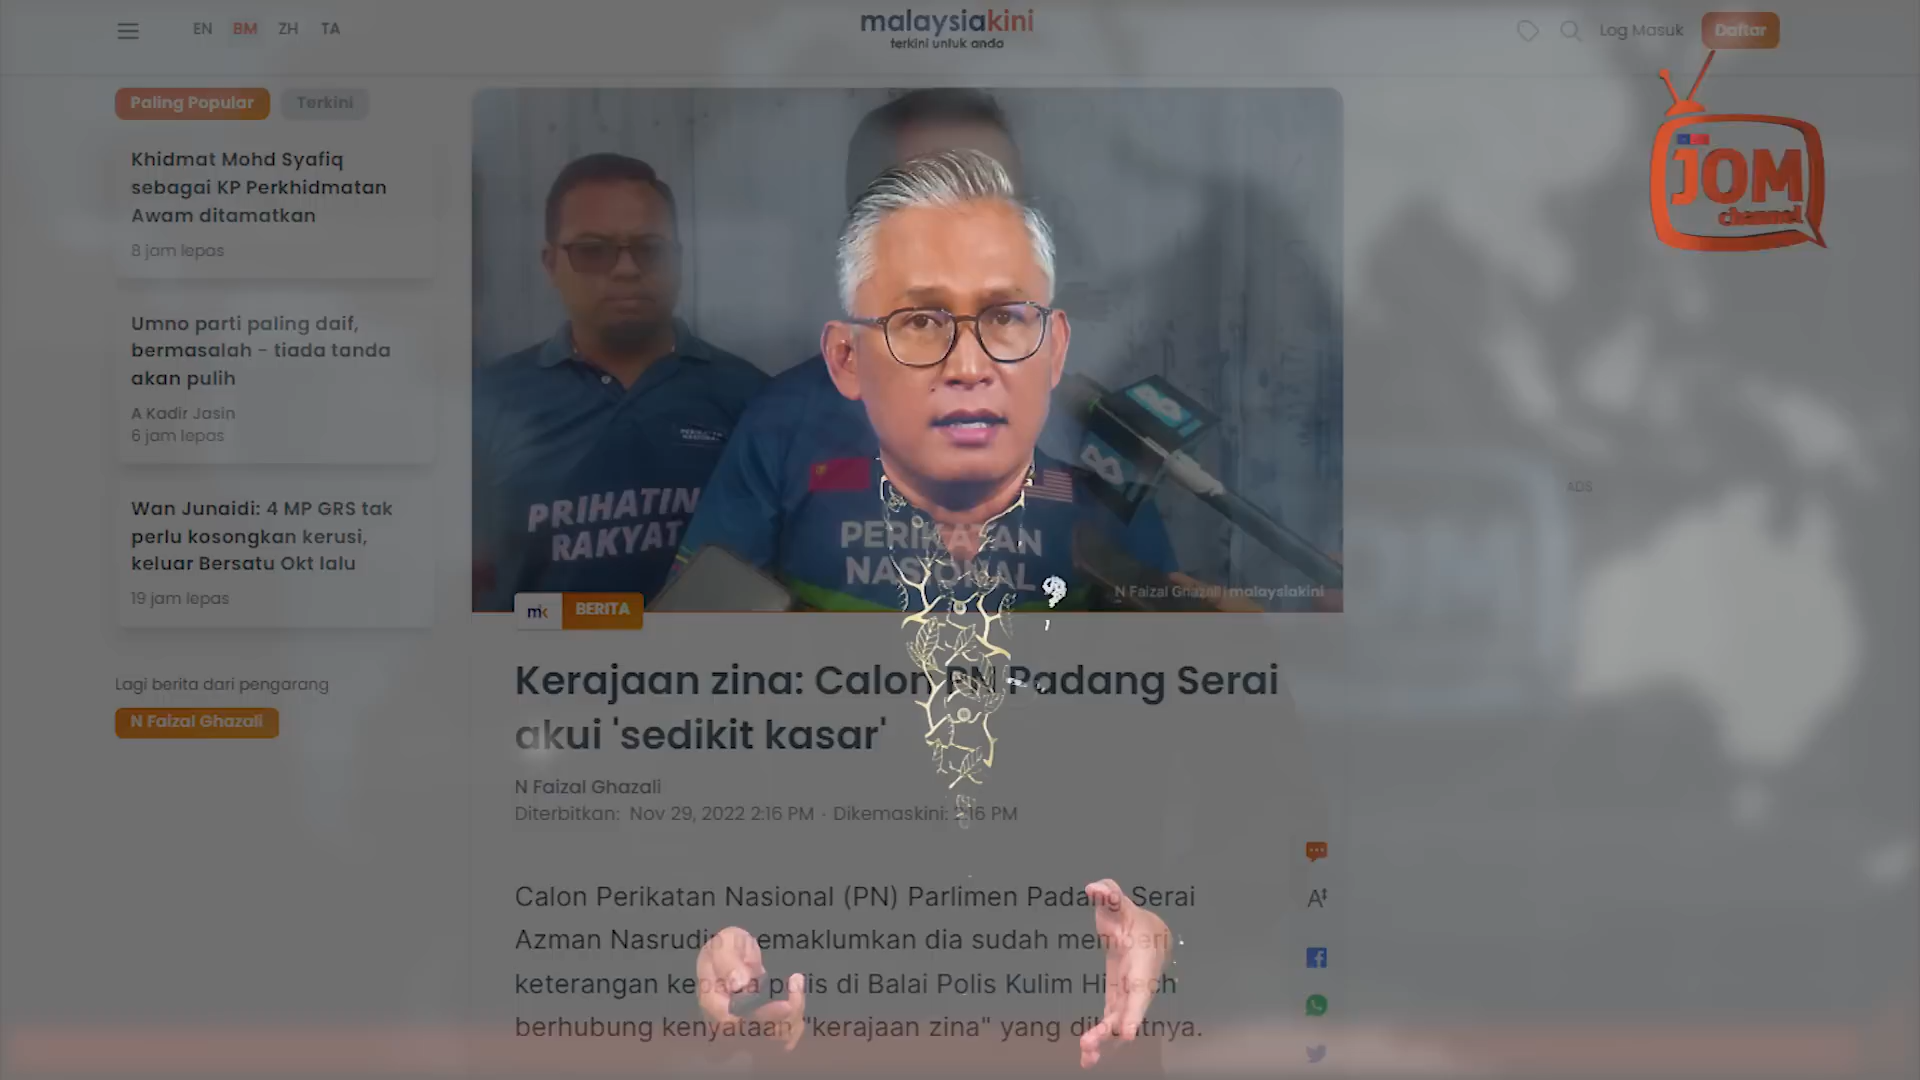 EN BM ZH TA
malaysiakini
terkini untuk anda
Log Masuk
Daftar
JOM
channel
Paling Popular
Terkini
Khidmat Mohd Syafiq
sebagai KP Perkhidmatan
Awam ditamatkan
8 jam lepas
Umno parti paling daif,
bermasalah - tiada tanda
akan pulih
A Kadir Jasin
6 jam lepas
Wan Junaidi: 4 MP GRS tak
perlu kosongkan kerusi,
keluar Bersatu Okt lalu
19 jam lepas
Lagi berita dari pengarang
N Faizal Ghazali
PRIHATIN
RAKYAT
PERIKATAN
NASIONAL
N Faizal Ghazali | malaysiakini
ADS
mk BERITA
Kerajaan zina: Calon PN Padang Serai
akui 'sedikit kasar'
N Faizal Ghazali
Diterbitkan: Nov 29, 2022 2:16 PM · Dikemaskini: 2:16 PM
Calon Perikatan Nasional (PN) Parlimen Padang Serai
Azman Nasrudin memaklumkan dia sudah memberi
keterangan kepada polis di Balai Polis Kulim Hi-tech
berhubung kenyataan "kerajaan zina" yang dibuatnya.